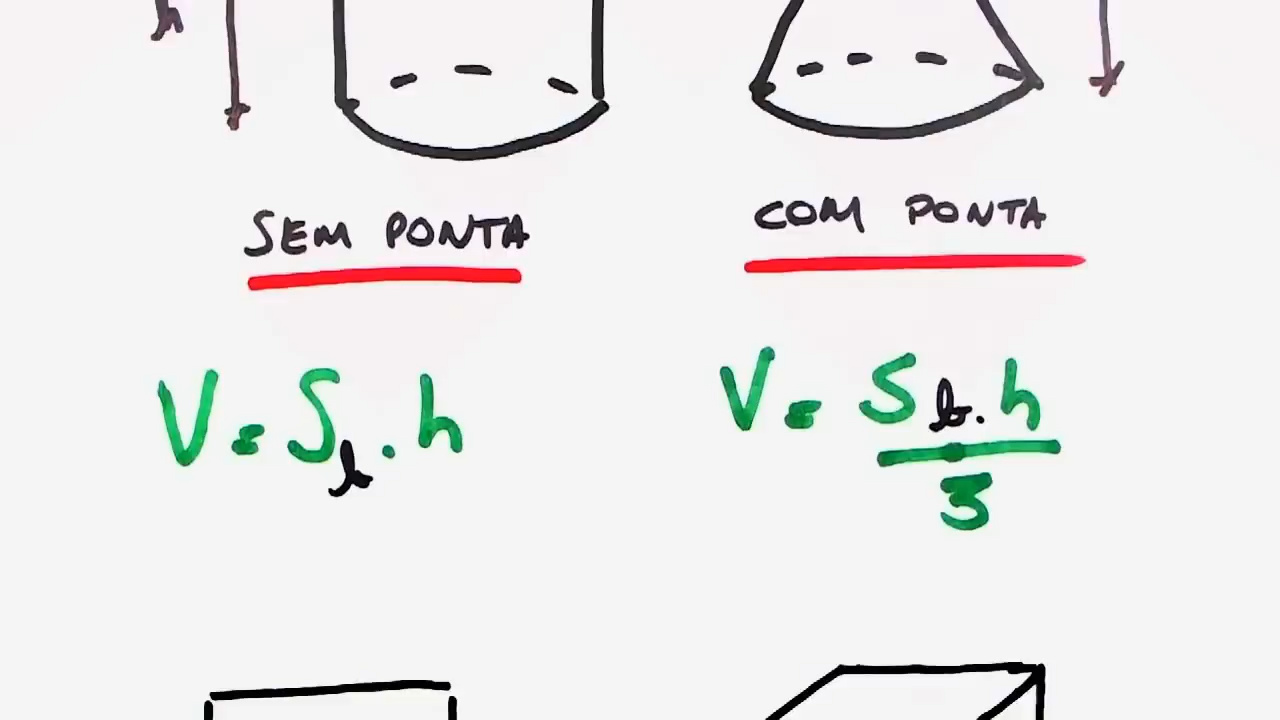 h
SEM PONTA
COM PONTA
V = S_b . h
V = S_b . h / 3